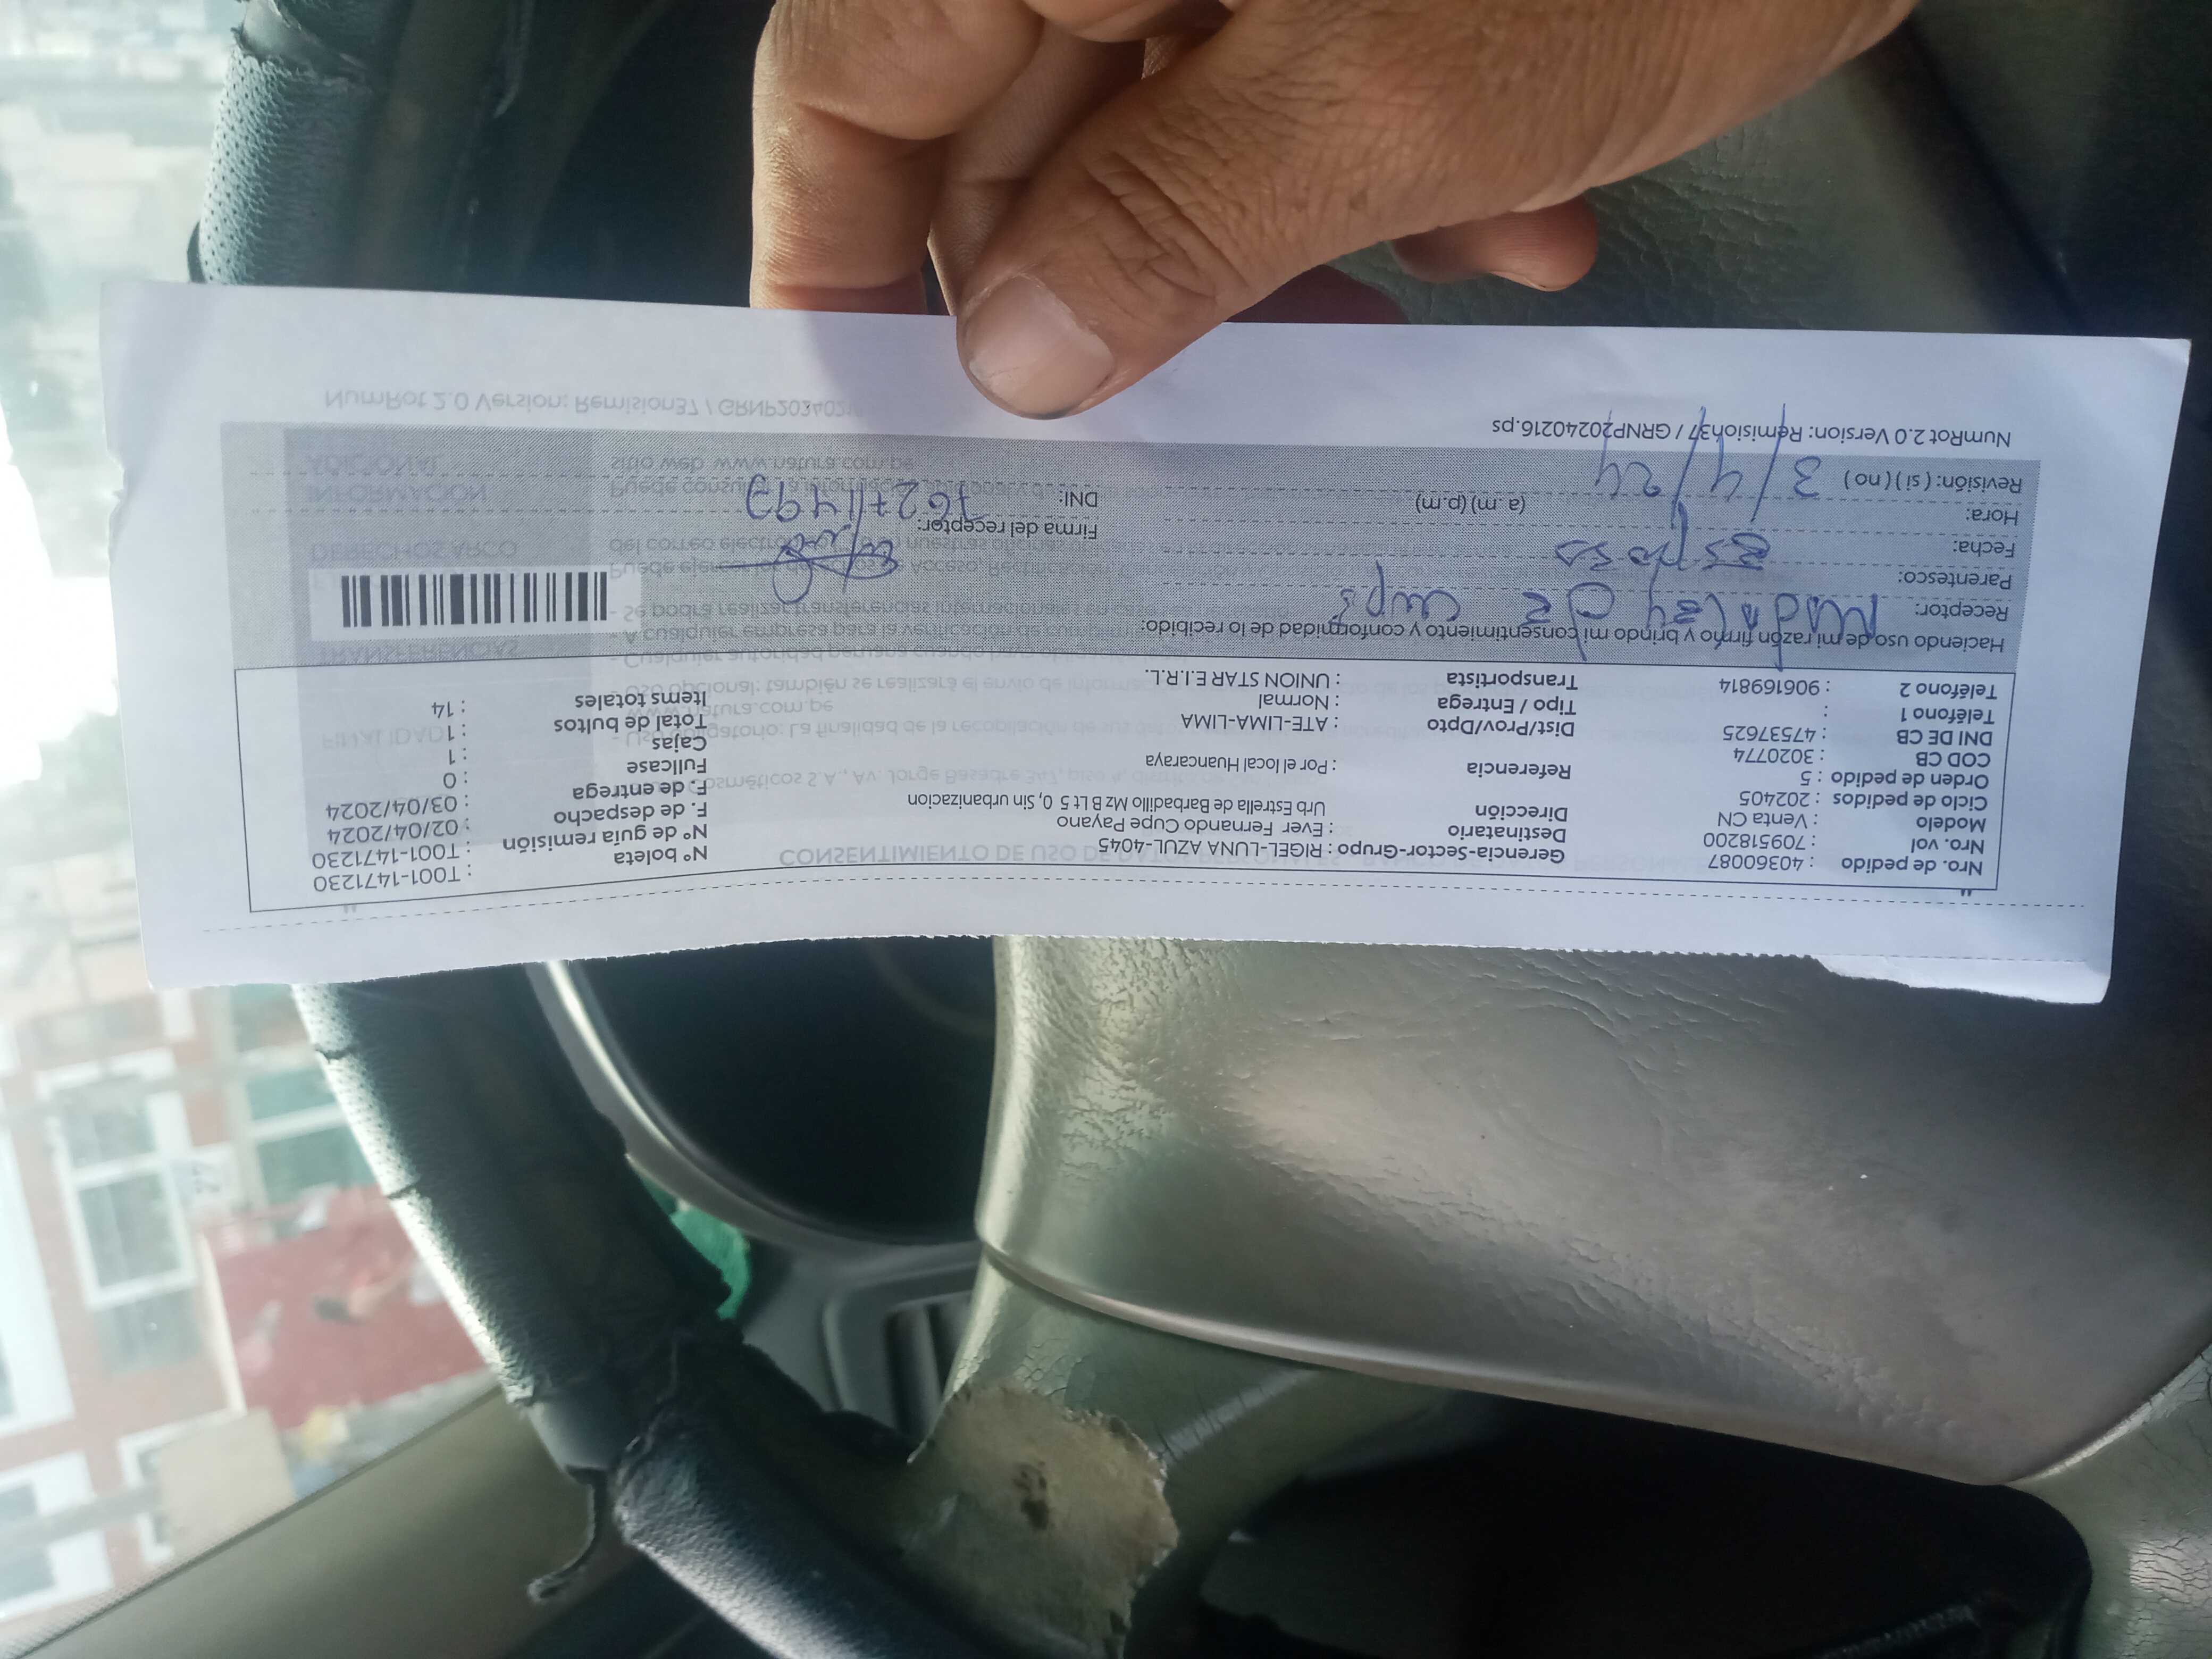 Nro. de pedido : 40360087 Gerencia-Sector-Grupo : RIGEL-LUNA AZUL-4045 Nº boleta : T001-1471230
Nro. vol : 709518200 Destinatario : Ever Fernando Cupe Payano Nº de guía remisión : T001-1471230
Modelo : Venta CN Dirección Urb Estrella de Barbadillo Mz B Lt 5 0, Sin urbanizacion F. de despacho : 02/04/2024
Ciclo de pedidos : 202405 F. de entrega : 03/04/2024
Orden de pedido : 5 Referencia : Por el local Huancaraya Fullcase : 0
COD CB : 3020774 Cajas : 1
DNI DE CB : 47537625 Dist/Prov/Dpto : ATE-LIMA-LIMA Total de bultos : 1
Teléfono 1 : Tipo / Entrega : Normal Items totales : 14
Teléfono 2 : 906169814 Transportista : UNION STAR E.I.R.L.
Haciendo uso de mi razón firmo y brindo mi consentimiento y conformidad de lo recibido:
Receptor:
Parentesco:
Fecha:
Hora: (a.m) (p.m) Firma del receptor:
Revisión: ( si ) ( no ) 3/4/24 DNI:
NumRot 2.0 Version: Remision37 / GRNP20240216.ps